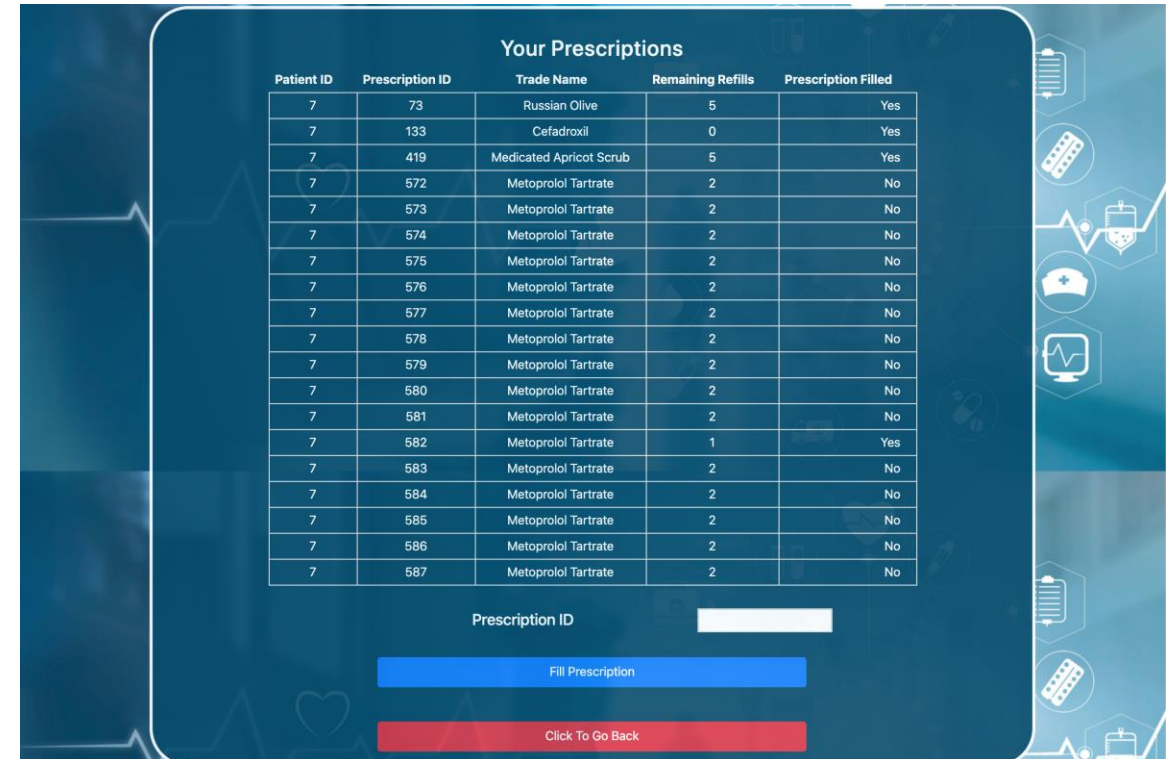 Your Prescriptions
Patient ID Prescription ID Trade Name Remaining Refills Prescription Filled
7 73 Russian Olive 5 Yes
7 133 Cefadroxil 0 Yes
7 419 Medicated Apricot Scrub 5 Yes
7 572 Metoprolol Tartrate 2 No
7 573 Metoprolol Tartrate 2 No
7 574 Metoprolol Tartrate 2 No
7 575 Metoprolol Tartrate 2 No
7 576 Metoprolol Tartrate 2 No
7 577 Metoprolol Tartrate 2 No
7 578 Metoprolol Tartrate 2 No
7 579 Metoprolol Tartrate 2 No
7 580 Metoprolol Tartrate 2 No
7 581 Metoprolol Tartrate 2 No
7 582 Metoprolol Tartrate 1 Yes
7 583 Metoprolol Tartrate 2 No
7 584 Metoprolol Tartrate 2 No
7 585 Metoprolol Tartrate 2 No
7 586 Metoprolol Tartrate 2 No
7 587 Metoprolol Tartrate 2 No
Prescription ID
Fill Prescription
Click To Go Back